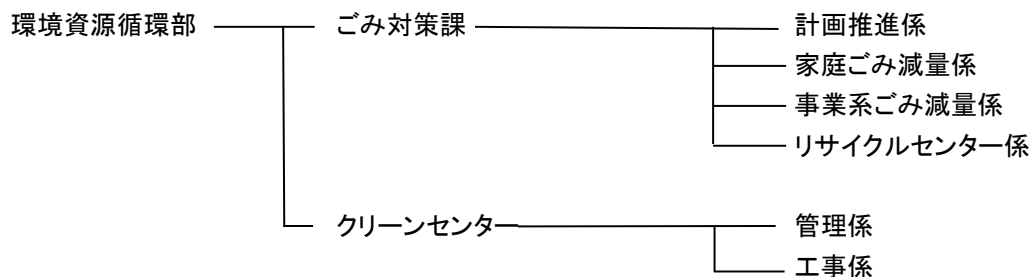 環境資源循環部 ごみ対策課 計画推進係
家庭ごみ減量係
事業系ごみ減量係
リサイクルセンター係
クリーンセンター 管理係
工事係